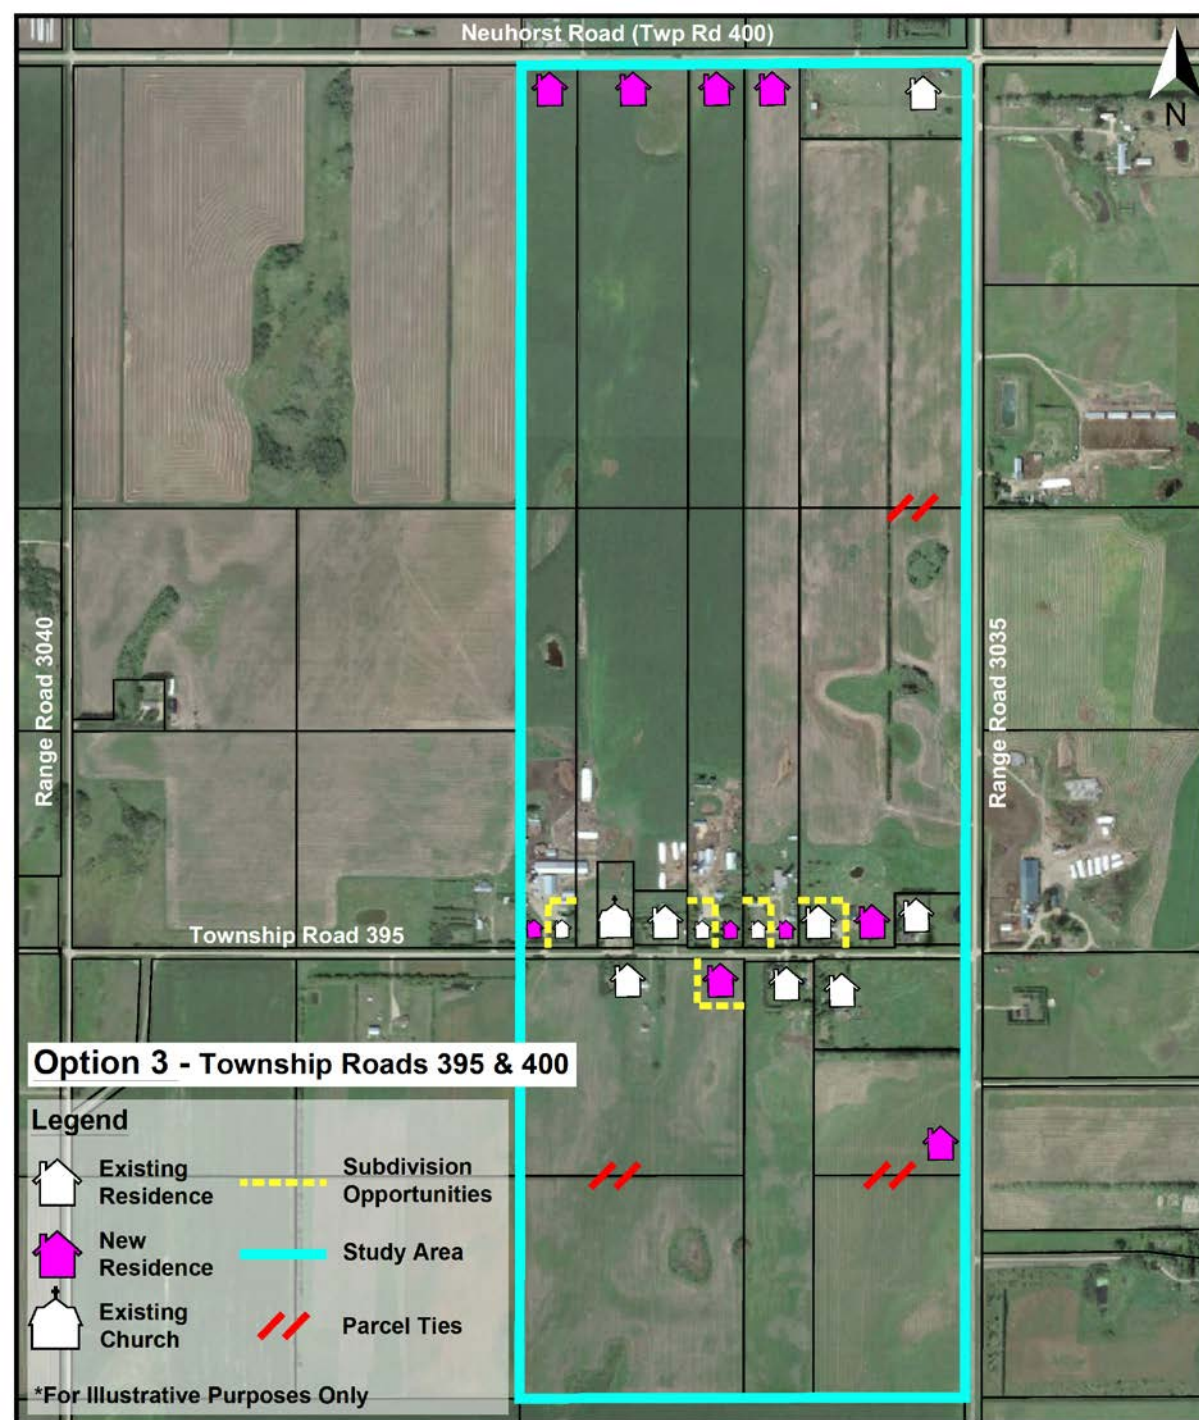 Neuhorst Road (Twp Rd 400)
N
Range Road 3040
Range Road 3035
Township Road 395
Option 3 - Township Roads 395 & 400
Legend
Existing
Residence
Subdivision
Opportunities
New
Residence
Study Area
Existing
Church
Parcel Ties
*For Illustrative Purposes Only